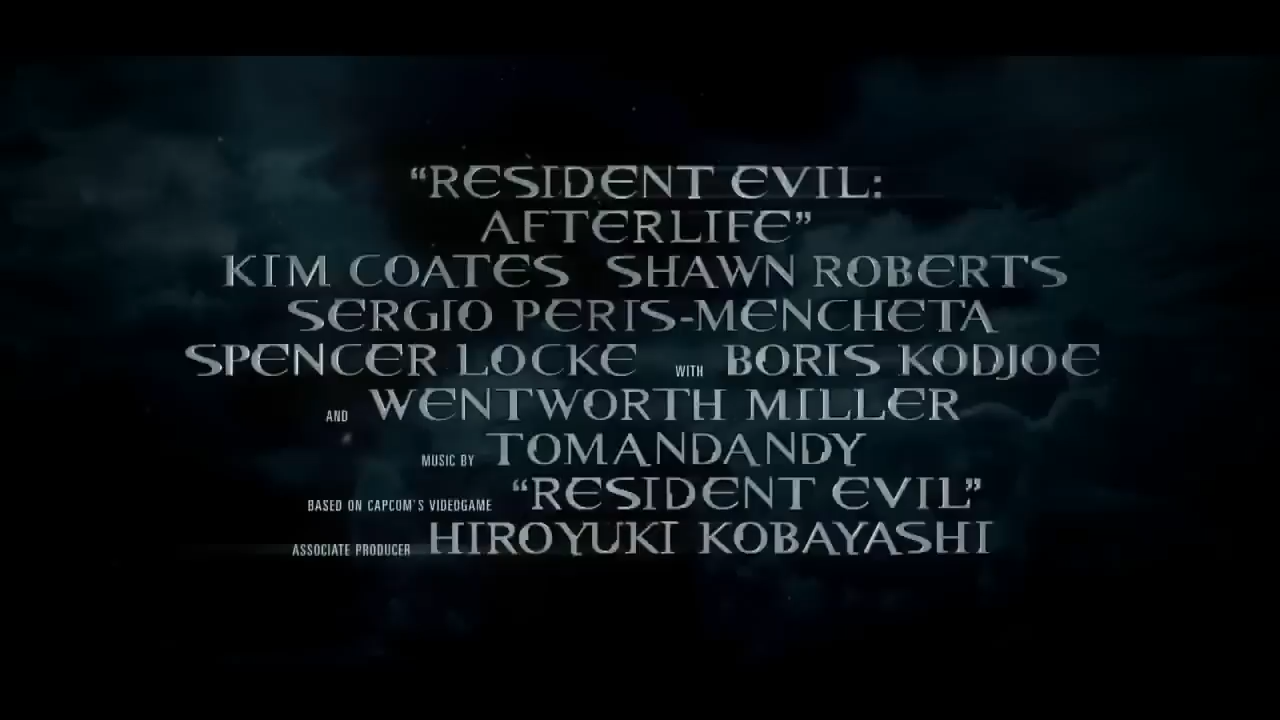 “RESIDENT EVIL:
AFTERLIFE”
KIM COATES SHAWN ROBERTS
SERGIO PERIS-MENCHETA
SPENCER LOCKE WITH BORIS KODJOE
AND WENTWORTH MILLER
MUSIC BY TOMANDANDY
BASED ON CAPCOM'S VIDEOGAME “RESIDENT EVIL”
ASSOCIATE PRODUCER HIROYUKI KOBAYASHI